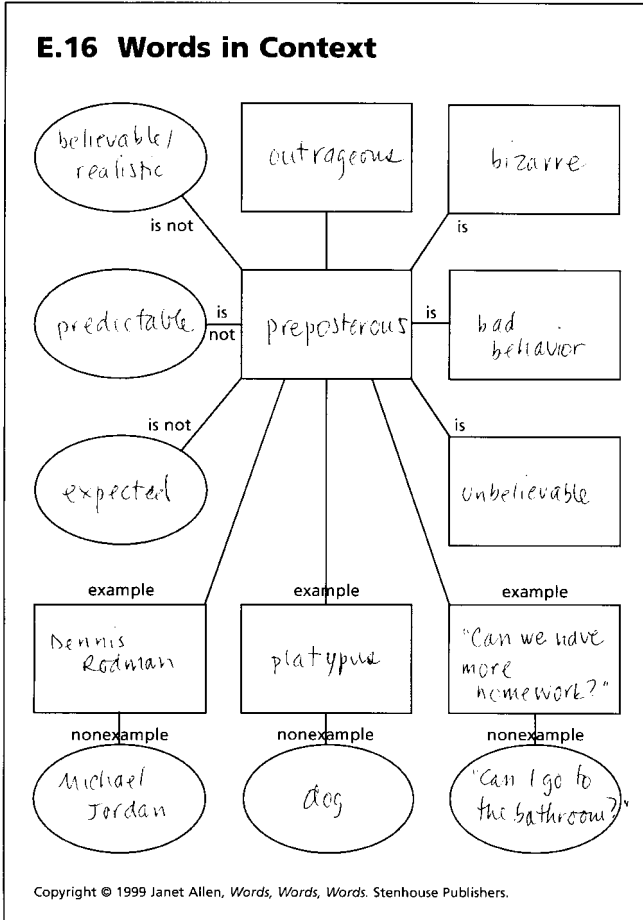 E.16 Words in Context
believable/
realistic
outrageous
bizarre
is not
is
predictable
is
not
preposterous
is
bad
behavior
is not
is
expected
unbelievable
example
example
example
Dennis
Rodman
platypus
"Can we have
more
homework?"
nonexample
nonexample
nonexample
Michael
Jordan
dog
"Can I go to
the bathroom?"
Copyright © 1999 Janet Allen, Words, Words, Words. Stenhouse Publishers.